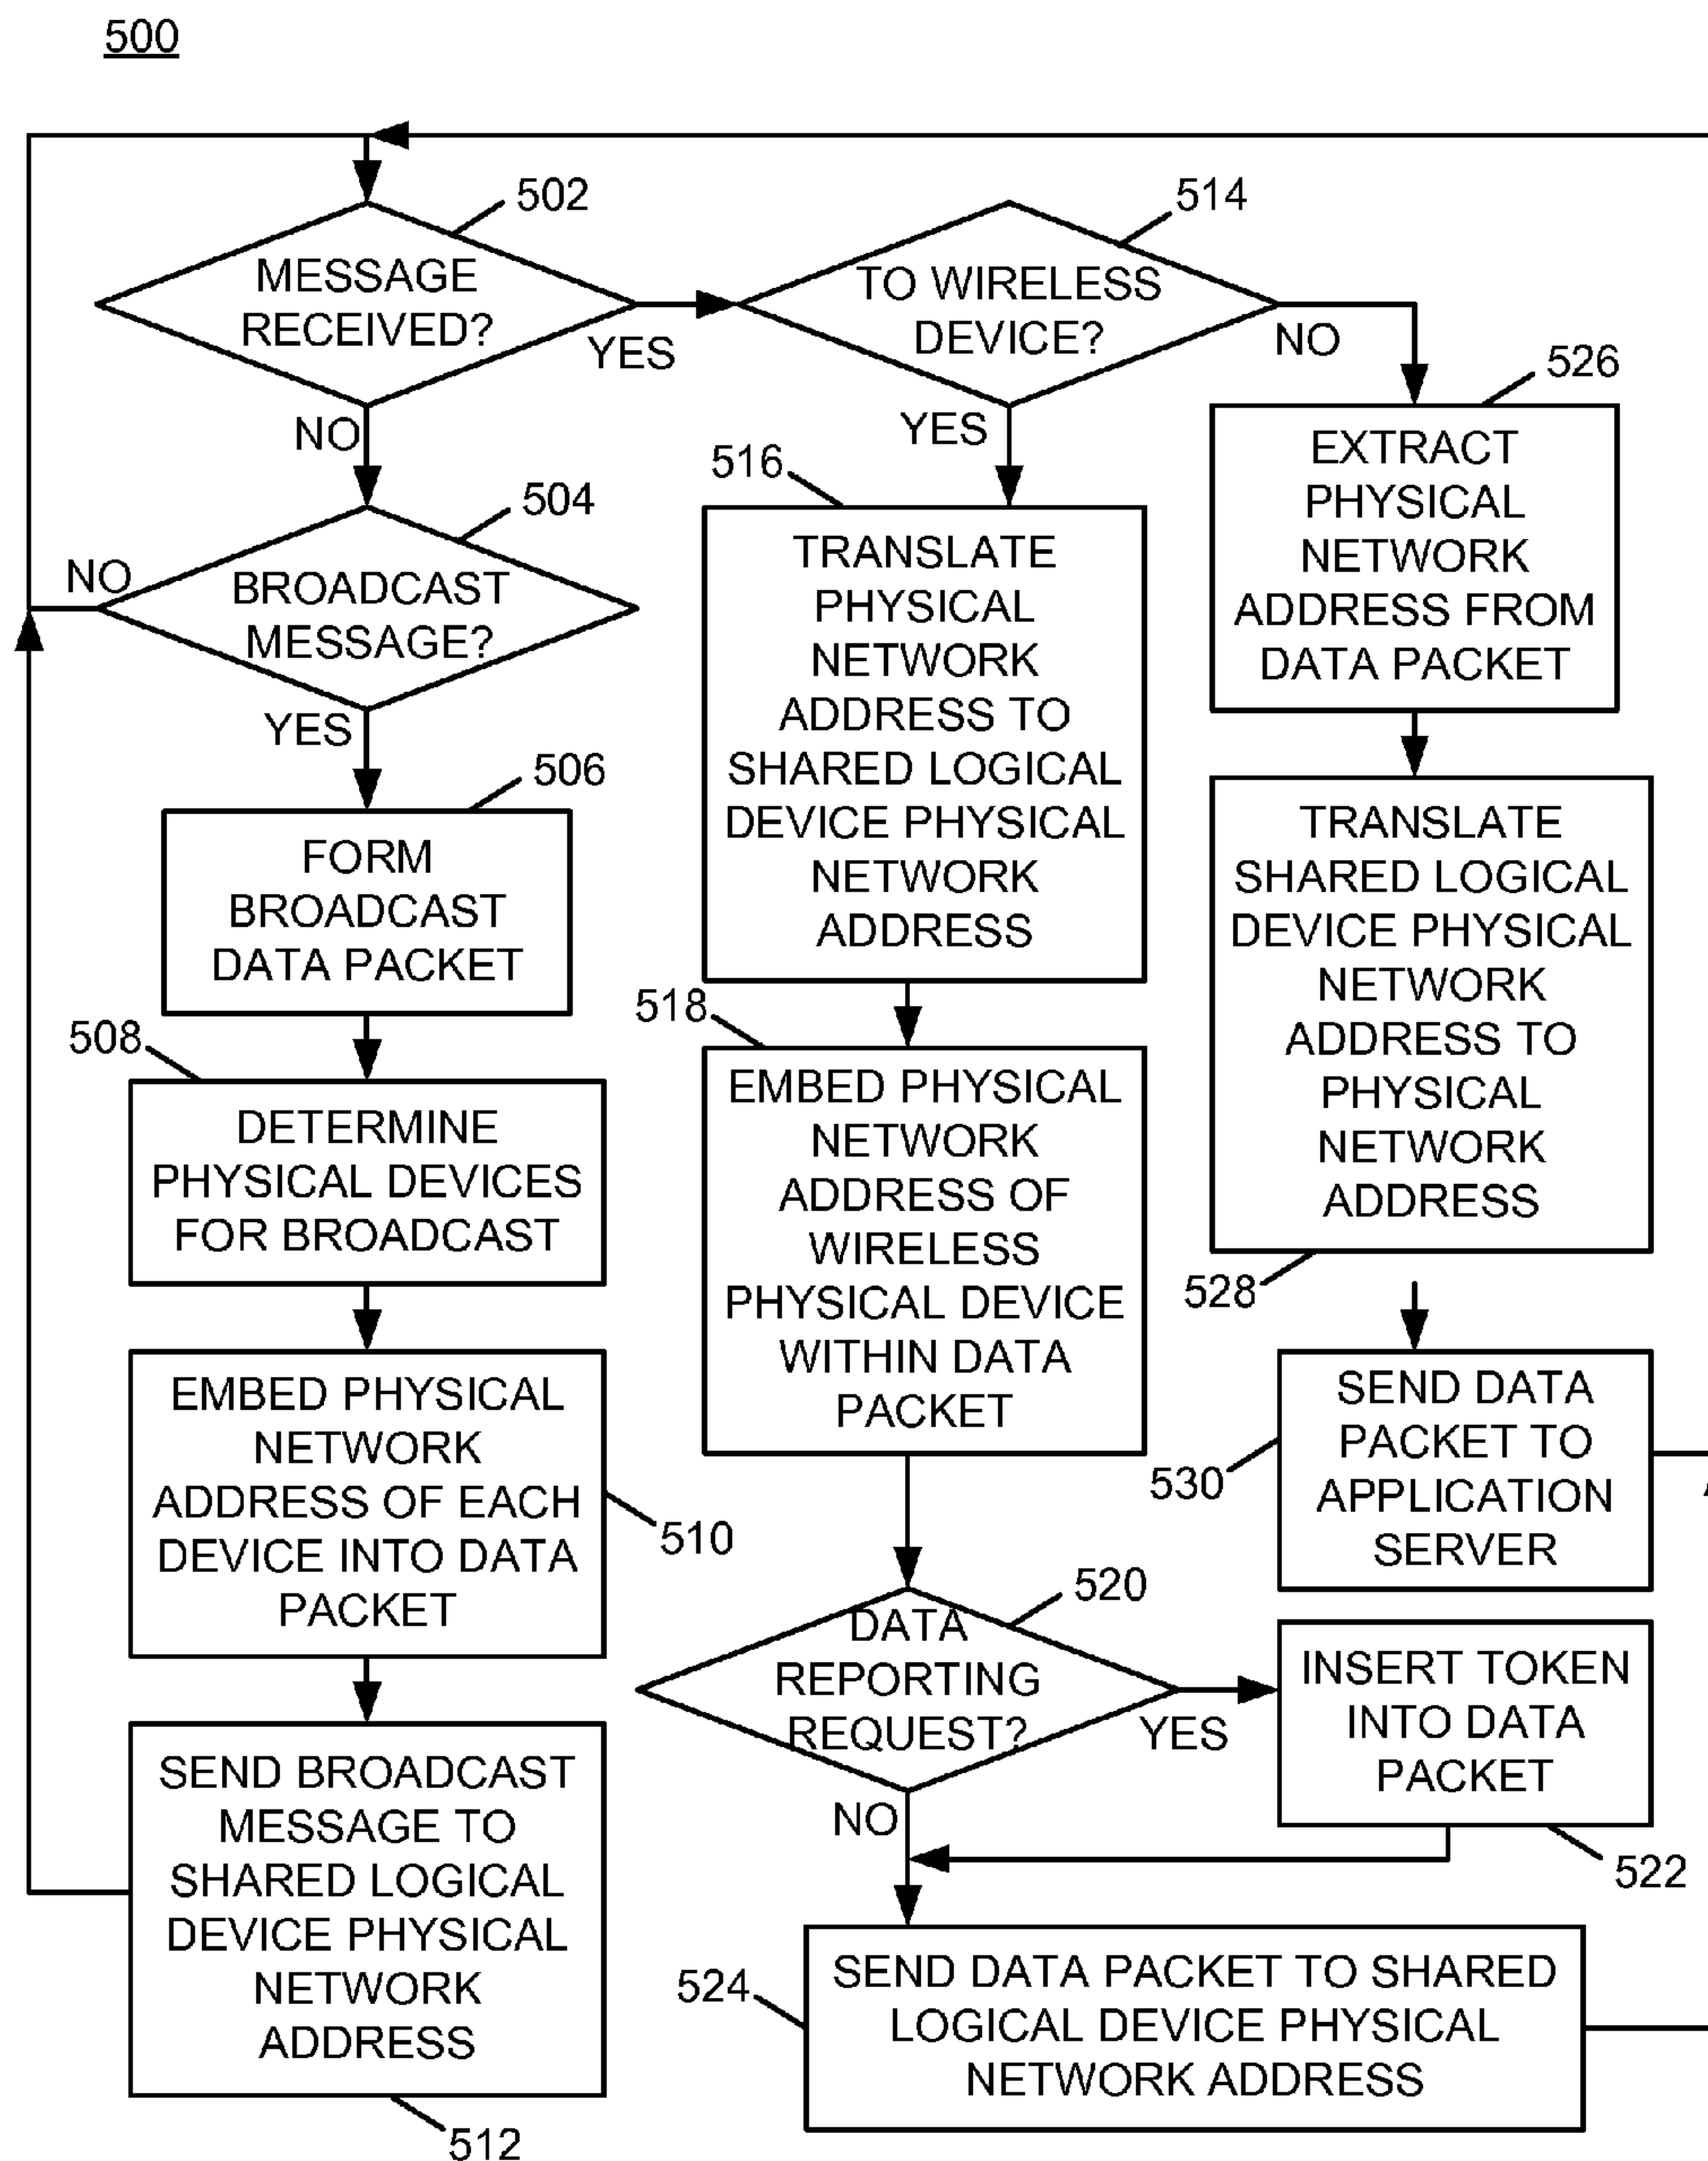 500
502
MESSAGE
RECEIVED?
YES
NO
514
TO WIRELESS
DEVICE?
NO
YES
504
BROADCAST
MESSAGE?
NO
YES
506
FORM
BROADCAST
DATA PACKET
508
DETERMINE
PHYSICAL DEVICES
FOR BROADCAST
EMBED PHYSICAL
NETWORK
ADDRESS OF EACH
DEVICE INTO DATA
PACKET
510
SEND BROADCAST
MESSAGE TO
SHARED LOGICAL
DEVICE PHYSICAL
NETWORK
ADDRESS
512
516
TRANSLATE
PHYSICAL
NETWORK
ADDRESS TO
SHARED LOGICAL
DEVICE PHYSICAL
NETWORK
ADDRESS
518
EMBED PHYSICAL
NETWORK
ADDRESS OF
WIRELESS
PHYSICAL DEVICE
WITHIN DATA
PACKET
520
DATA
REPORTING
REQUEST?
YES
NO
INSERT TOKEN
INTO DATA
PACKET
522
524
SEND DATA PACKET TO SHARED
LOGICAL DEVICE PHYSICAL
NETWORK ADDRESS
526
EXTRACT
PHYSICAL
NETWORK
ADDRESS FROM
DATA PACKET
TRANSLATE
SHARED LOGICAL
DEVICE PHYSICAL
NETWORK
ADDRESS TO
PHYSICAL
NETWORK
ADDRESS
528
SEND DATA
PACKET TO
APPLICATION
SERVER
530